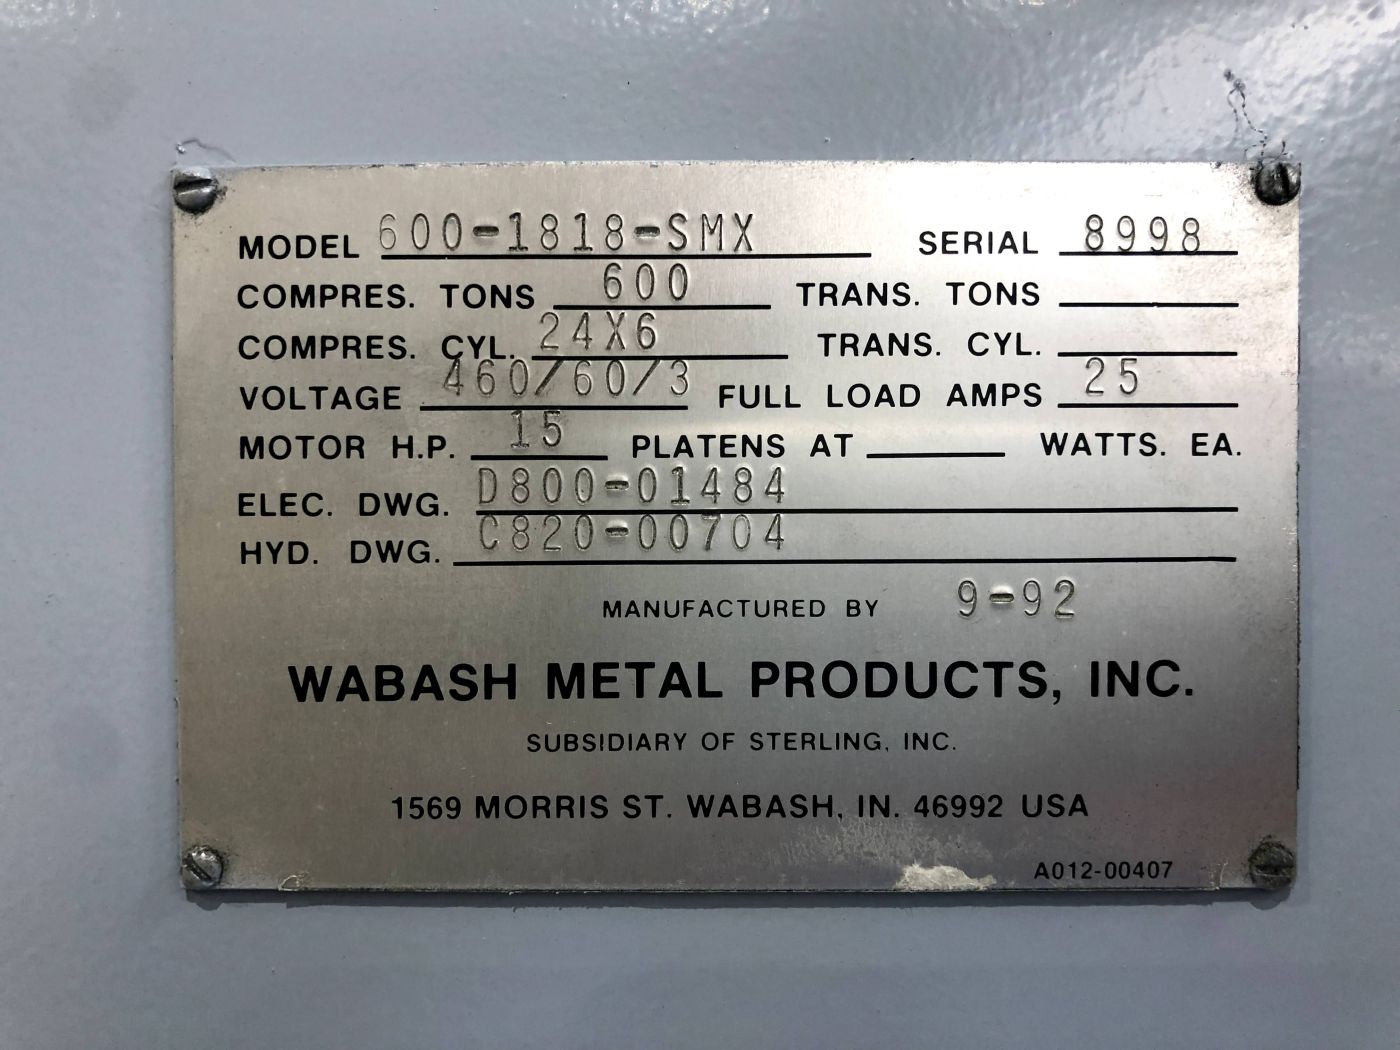 MODEL 600-1818-SMX SERIAL 8998
COMPRES. TONS 600 TRANS. TONS
COMPRES. CYL. 24X6 TRANS. CYL.
VOLTAGE 460/60/3 FULL LOAD AMPS 25
MOTOR H.P. 15 PLATENS AT WATTS. EA.
ELEC. DWG. D800-01484
HYD. DWG. C820-00704
MANUFACTURED BY 9-92
WABASH METAL PRODUCTS, INC.
SUBSIDIARY OF STERLING, INC.
1569 MORRIS ST. WABASH, IN. 46992 USA
A012-00407